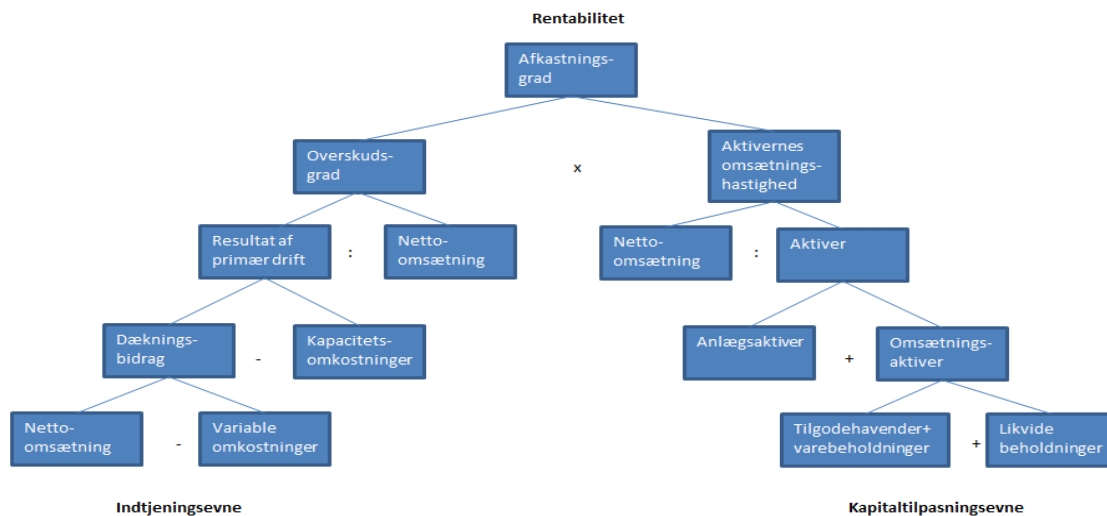 Rentabilitet
Afkastnings-
grad
Overskuds-
grad
x
Aktivernes
omsætnings-
hastighed
Resultat af
primær drift
:
Netto-
omsætning
Netto-
omsætning
:
Aktiver
Dæknings-
bidrag
-
Kapacitets-
omkostninger
Anlægsaktiver
+
Omsætnings-
aktiver
Netto-
omsætning
-
Variable
omkostninger
Tilgodehavender+
varebeholdninger
+
Likvide
beholdninger
Indtjeningsevne
Kapitaltilpasningsevne